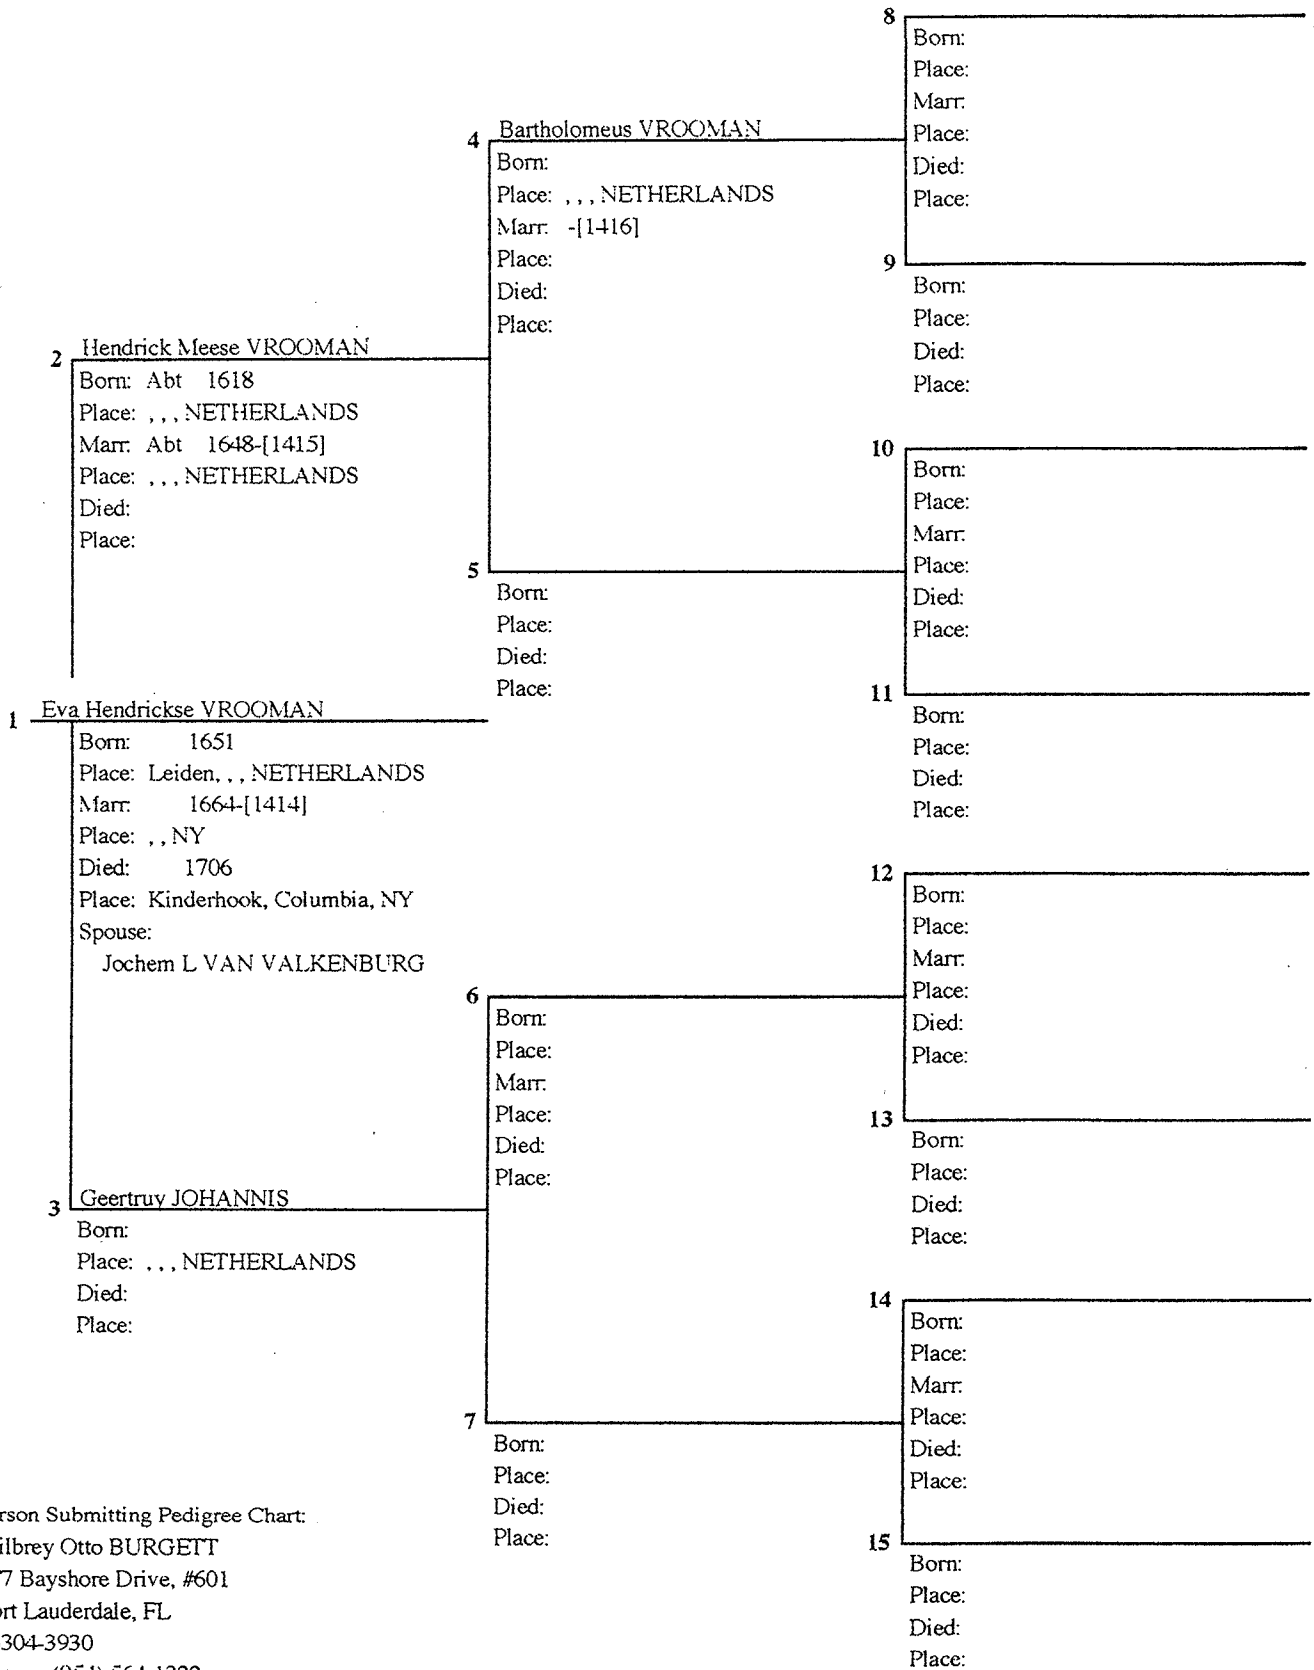 8
Born:
Place:
Marr:
Place:
Died:
Place:
4 Bartholomeus VROOMAN
Born:
Place: , , , NETHERLANDS
Marr: -[1416]
Place:
Died:
Place:
9
Born:
Place:
Died:
Place:
2 Hendrick Meese VROOMAN
Born: Abt 1618
Place: , , , NETHERLANDS
Marr: Abt 1648-[1415]
Place: , , , NETHERLANDS
Died:
Place:
10
Born:
Place:
Marr:
Place:
Died:
Place:
5
Born:
Place:
Died:
Place:
11
Born:
Place:
Died:
Place:
1 Eva Hendrickse VROOMAN
Born: 1651
Place: Leiden, , , NETHERLANDS
Marr: 1664-[1414]
Place: , , NY
Died: 1706
Place: Kinderhook, Columbia, NY
Spouse:
Jochem L VAN VALKENBURG
12
Born:
Place:
Marr:
Place:
Died:
Place:
6
Born:
Place:
Marr:
Place:
Died:
Place:
13
Born:
Place:
Died:
Place:
3 Geertruy JOHANNIS
Born:
Place: , , , NETHERLANDS
Died:
Place:
14
Born:
Place:
Marr:
Place:
Died:
Place:
7
Born:
Place:
Died:
Place:
15
Born:
Place:
Died:
Place:
rson Submitting Pedigree Chart:
ilbrey Otto BURGETT
7 Bayshore Drive, #601
ort Lauderdale, FL
304-3930